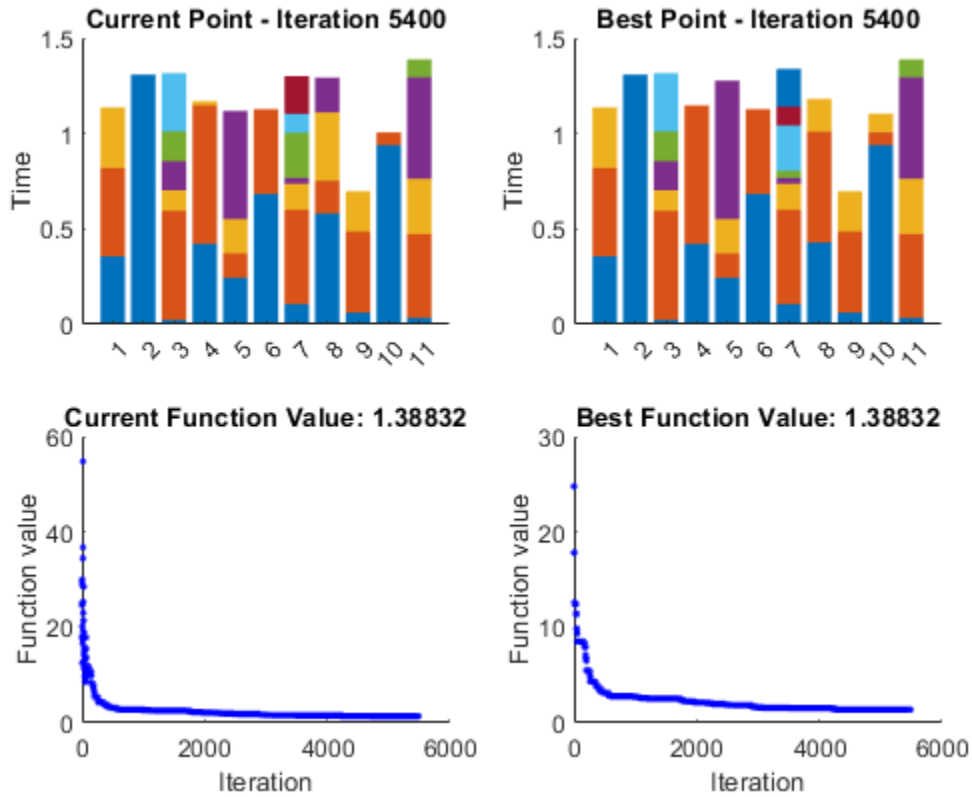 Current Point - Iteration 5400
Time
1.5
1
0.5
0
1 2 3 4 5 6 7 8 9 10 11
Best Point - Iteration 5400
Time
1.5
1
0.5
0
1 2 3 4 5 6 7 8 9 10 11
Current Function Value: 1.38832
Function value
60
40
20
0
0 2000 4000 6000
Iteration
Best Function Value: 1.38832
Function value
30
20
10
0
0 2000 4000 6000
Iteration